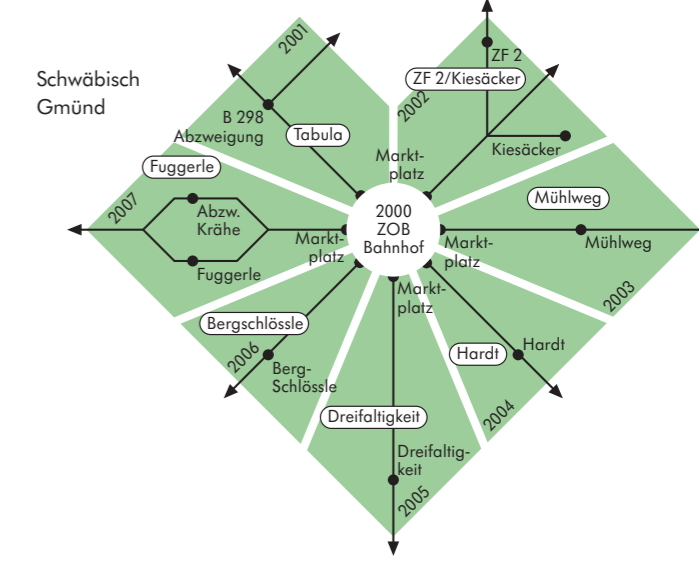 Schwäbisch
Gmünd
2001
B 298
Abzweigung
Tabula
ZF 2
ZF 2/Kiesäcker
2002
Kiesäcker
Markt-
platz
Fuggerle
2007
Abzw.
Krähe
Fuggerle
Markt-
platz
2000
ZOB
Bahnhof
Markt-
platz
Mühlweg
Mühlweg
2003
Markt-
platz
Bergschlössle
2006
Berg-
Schlössle
Hardt
Hardt
2004
Dreifaltigkeit
Dreifaltig-
keit
2005